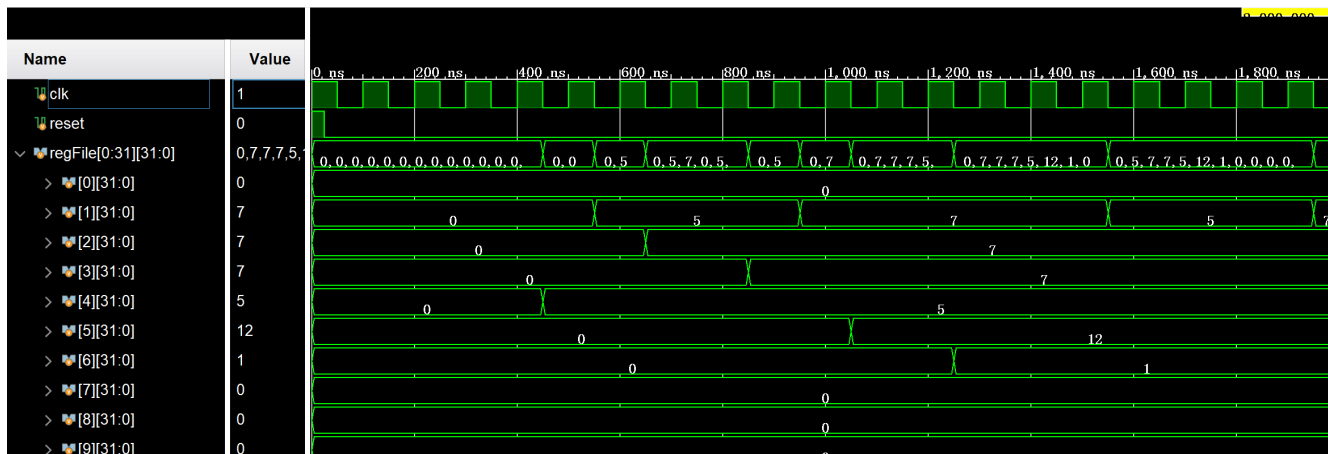 Name Value
0 ns 200 ns 400 ns 600 ns 800 ns 1,000 ns 1,200 ns 1,400 ns 1,600 ns 1,800 ns
clk 1
reset 0
regFile[0:31][31:0] 0,7,7,7,5, 0,0,0,0,0,0,0,0,0,0,0,0,0, 0,0 0,5 0,5,7,0,5, 0,5 0,7 0,7,7,7,5, 0,7,7,7,5,12,1,0 0,5,7,7,5,12,1,0,0,0,0,
[0][31:0] 0 0
[1][31:0] 7 0 5 7 5 7
[2][31:0] 7 0 7
[3][31:0] 7 0 7
[4][31:0] 5 0 5
[5][31:0] 12 0 12
[6][31:0] 1 0 1
[7][31:0] 0 0
[8][31:0] 0 0
[9][31:0] 0